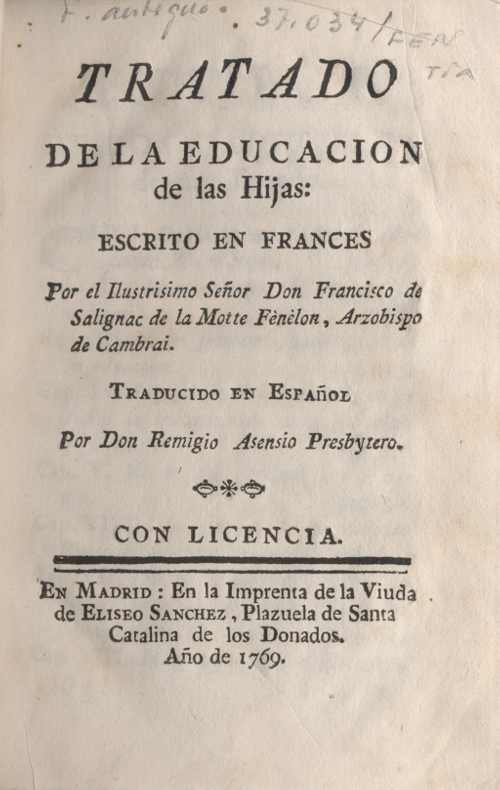 F. antiguo. 37.034/FEN
tra
TRATADO
DE LA EDUCACION
de las Hijas:
ESCRITO EN FRANCES
Por el Ilustrisimo Señor Don Francisco de
Salignac de la Motte Fènèlon, Arzobispo
de Cambrai.
TRADUCIDO EN ESPAñOL
Por Don Remigio Asensio Presbytero.
CON LICENCIA.
EN MADRID: En la Imprenta de la Viuda
de ELISEO SANCHEZ, Plazuela de Santa
Catalina de los Donados.
Año de 1769.